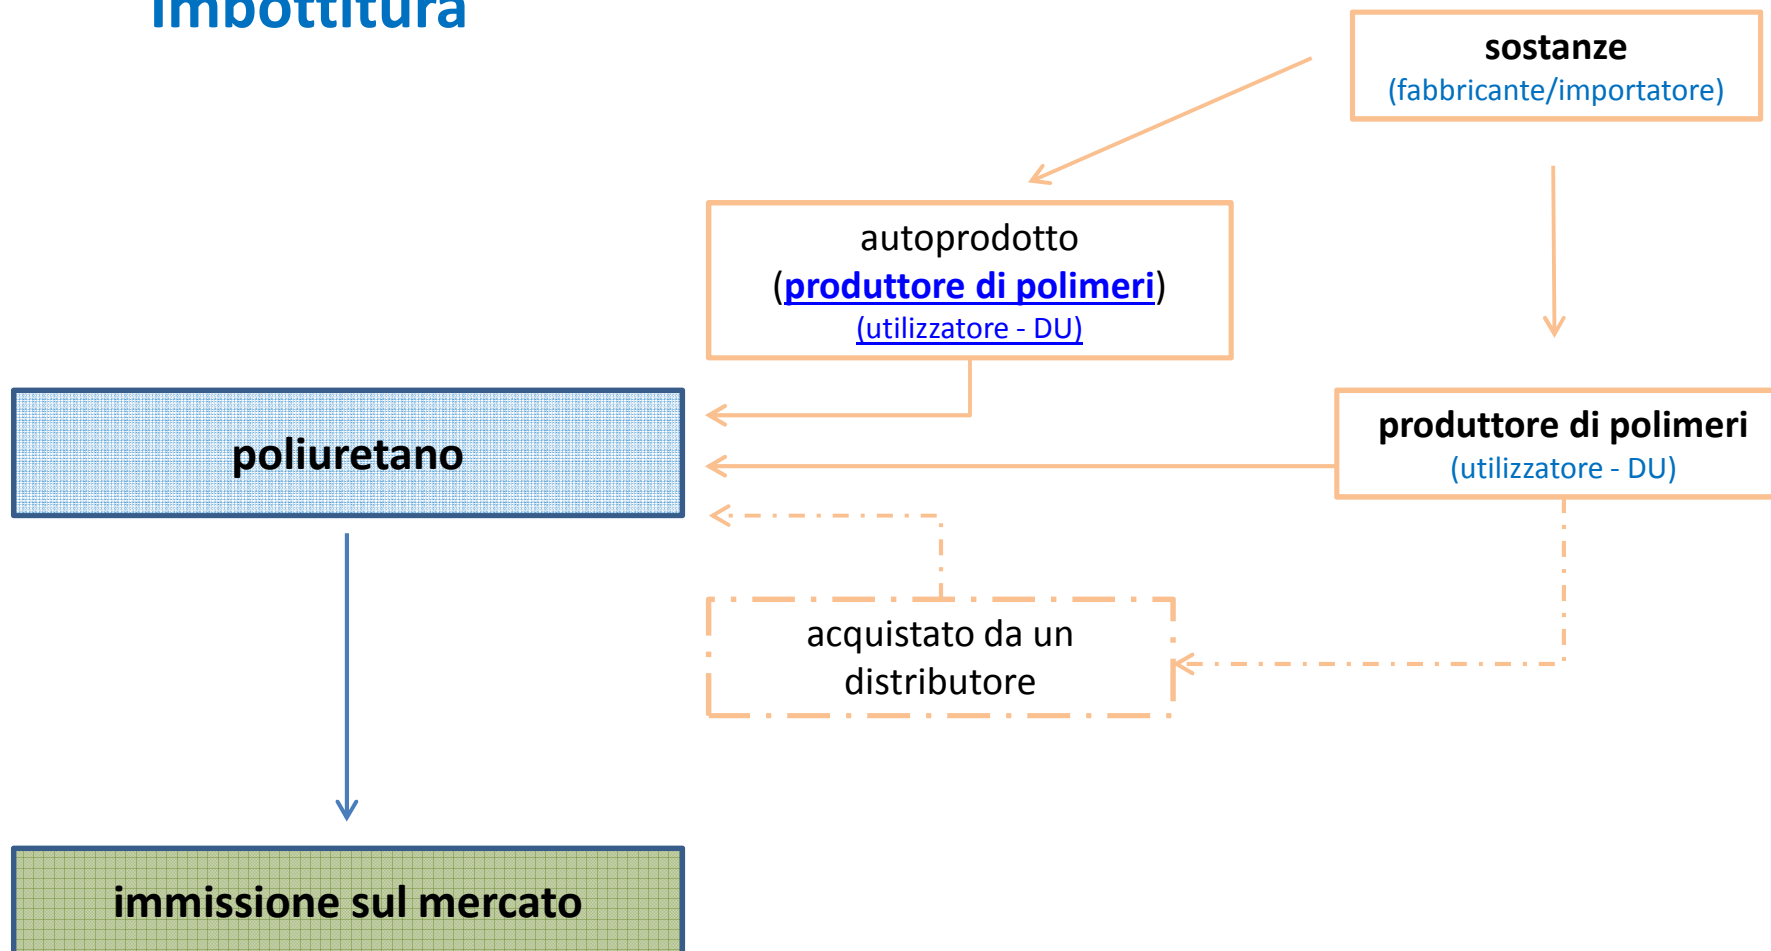 imbottitura
sostanze
(fabbricante/importatore)
autoprodotto
(produttore di polimeri)
(utilizzatore - DU)
poliuretano
produttore di polimeri
(utilizzatore - DU)
acquistato da un
distributore
immissione sul mercato